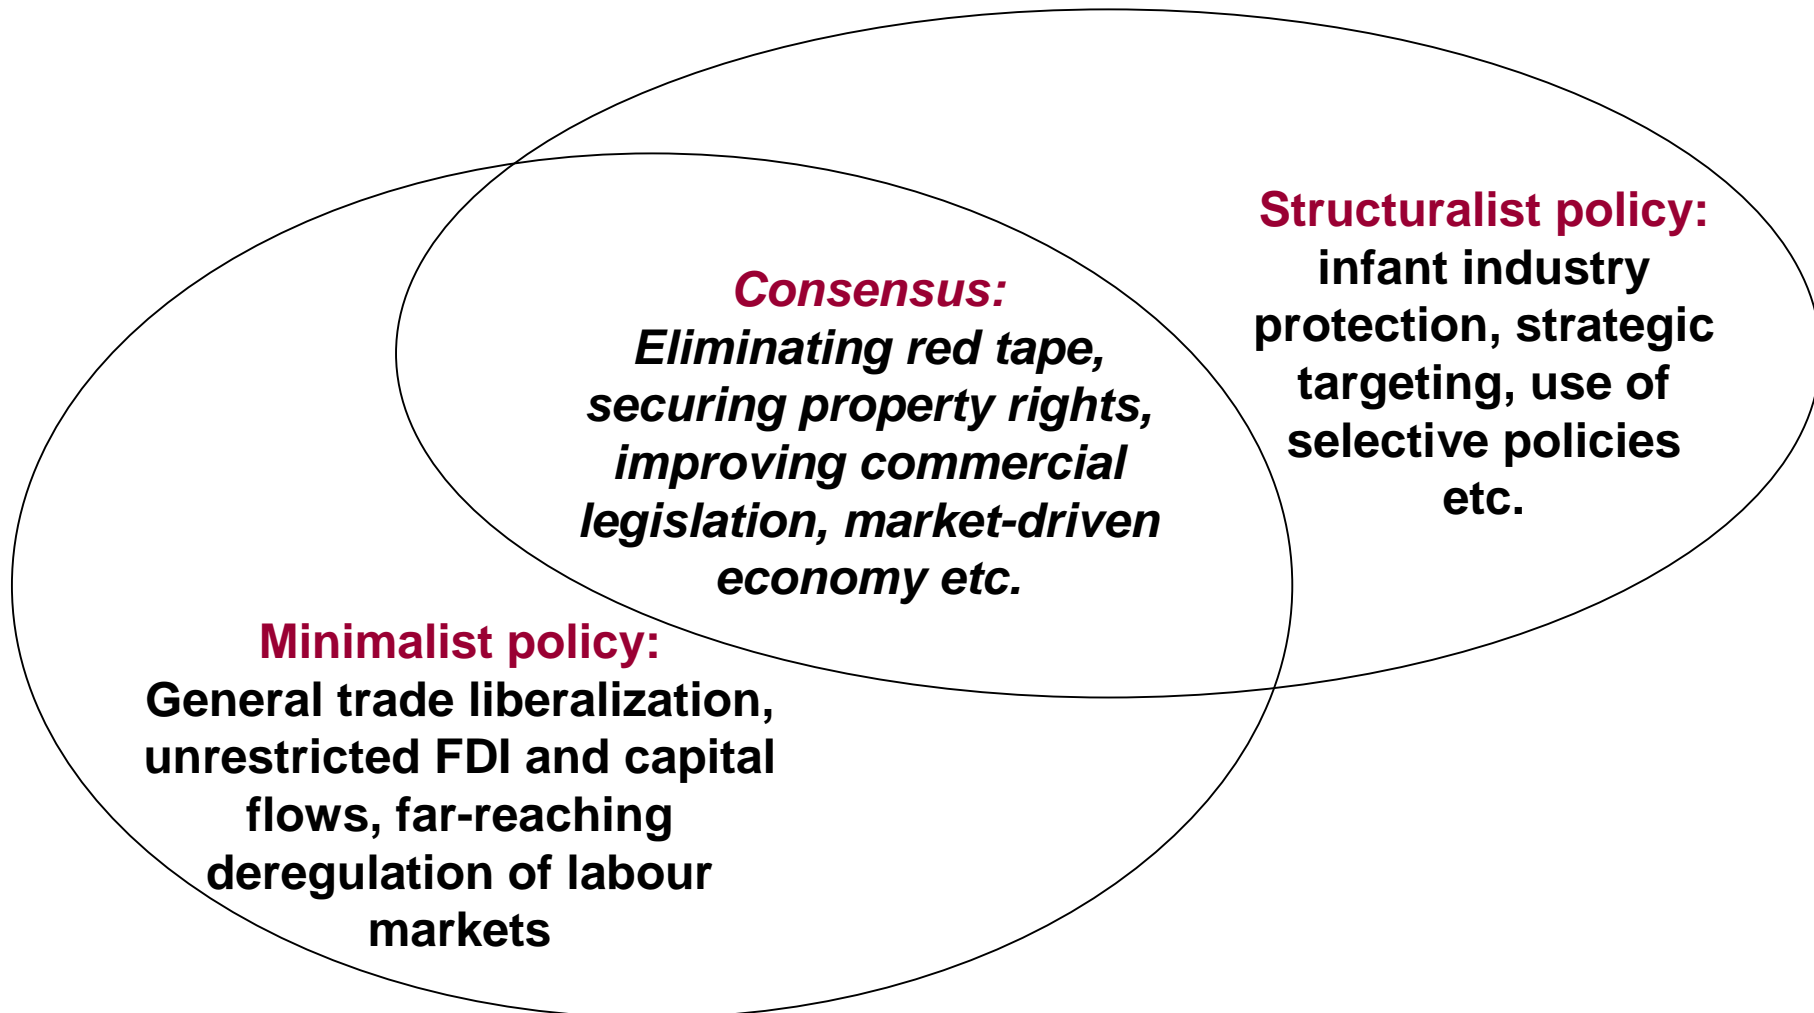 Structuralist policy:
infant industry
protection, strategic
targeting, use of
selective policies
etc.
Consensus:
Eliminating red tape,
securing property rights,
improving commercial
legislation, market-driven
economy etc.
Minimalist policy:
General trade liberalization,
unrestricted FDI and capital
flows, far-reaching
deregulation of labour
markets